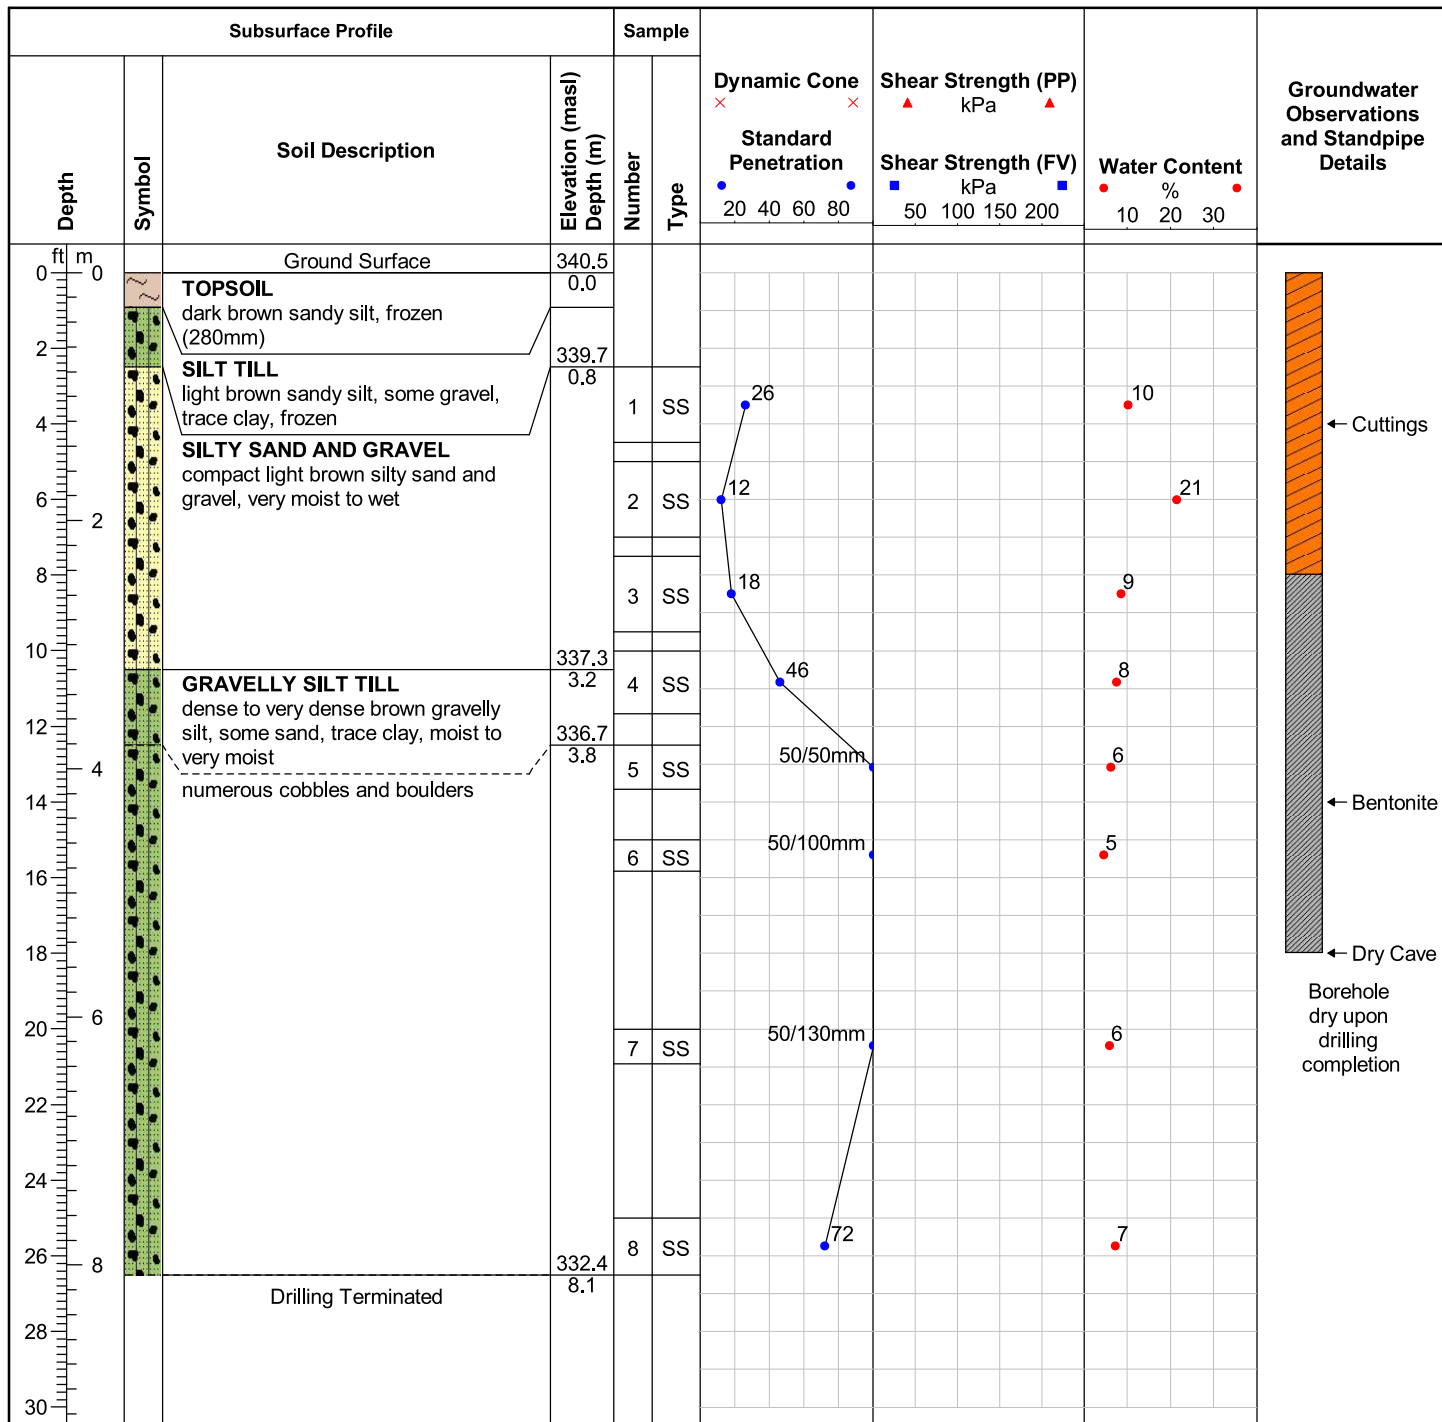 Subsurface Profile
Sample
Depth
Symbol
Soil Description
Elevation (masl)
Depth (m)
Number
Type
Dynamic Cone
Standard
Penetration
20 40 60 80
Shear Strength (PP)
kPa
Shear Strength (FV)
kPa
50 100 150 200
Water Content
%
10 20 30
Groundwater
Observations
and Standpipe
Details
ft m
Ground Surface
340.5
0 0
0.0
TOPSOIL
dark brown sandy silt, frozen
(280mm)
2
339.7
0.8
SILT TILL
light brown sandy silt, some gravel,
trace clay, frozen
1 SS
26
10
4
Cuttings
SILTY SAND AND GRAVEL
compact light brown silty sand and
gravel, very moist to wet
6
2
2 SS
12
21
8
3 SS
18
9
10
337.3
3.2
GRAVELLY SILT TILL
dense to very dense brown gravelly
silt, some sand, trace clay, moist to
very moist
4 SS
46
8
12
336.7
3.8
4
5 SS
50/50mm
6
numerous cobbles and boulders
14
Bentonite
6 SS
50/100mm
5
16
18
Dry Cave
Borehole
dry upon
drilling
completion
6
20
7 SS
50/130mm
6
22
24
8 SS
72
7
26
8
332.4
8.1
Drilling Terminated
28
30